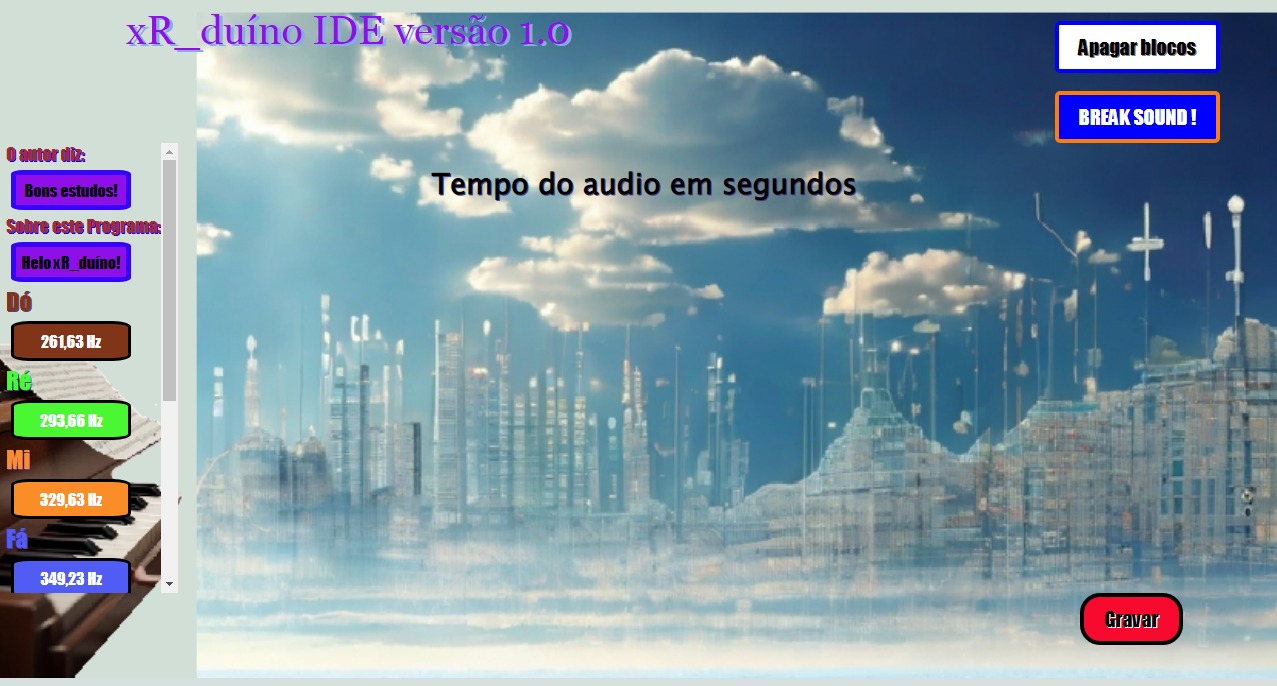 xR_duíno IDE versão 1.0
Apagar blocos
BREAK SOUND !
Tempo do audio em segundos
O autor diz:
Bons estudos!
Sobre este Programa:
Helo xR_duíno!
Dó
261,63 Hz
Ré
293,66 Hz
Mi
329,63 Hz
Fá
349,23 Hz
Gravar